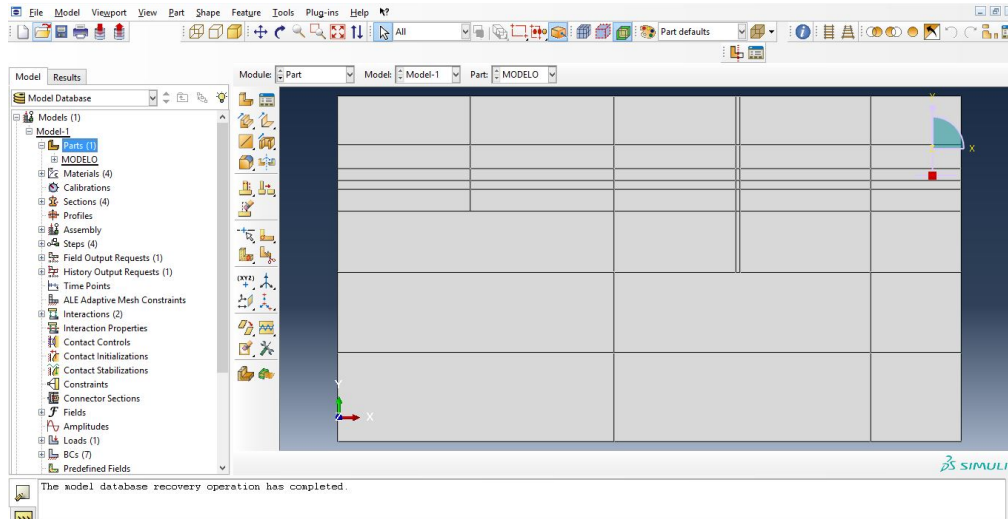 File Model Viewport View Part Shape Feature Tools Plug-ins Help
All Part defaults
Module: Part Model: Model-1 Part: MODELO
Model Results
Model Database
Models (1)
Model-1
Parts (1)
MODELO
Materials (4)
Calibrations
Sections (4)
Profiles
Assembly
Steps (4)
Field Output Requests (1)
History Output Requests (1)
Time Points
ALE Adaptive Mesh Constraints
Interactions (2)
Interaction Properties
Contact Controls
Contact Initializations
Contact Stabilizations
Constraints
Connector Sections
Fields
Amplitudes
Loads (1)
BCs (7)
Predefined Fields
(XYZ)
Y
X
Y
X
Z
SIMULI
The model database recovery operation has completed.